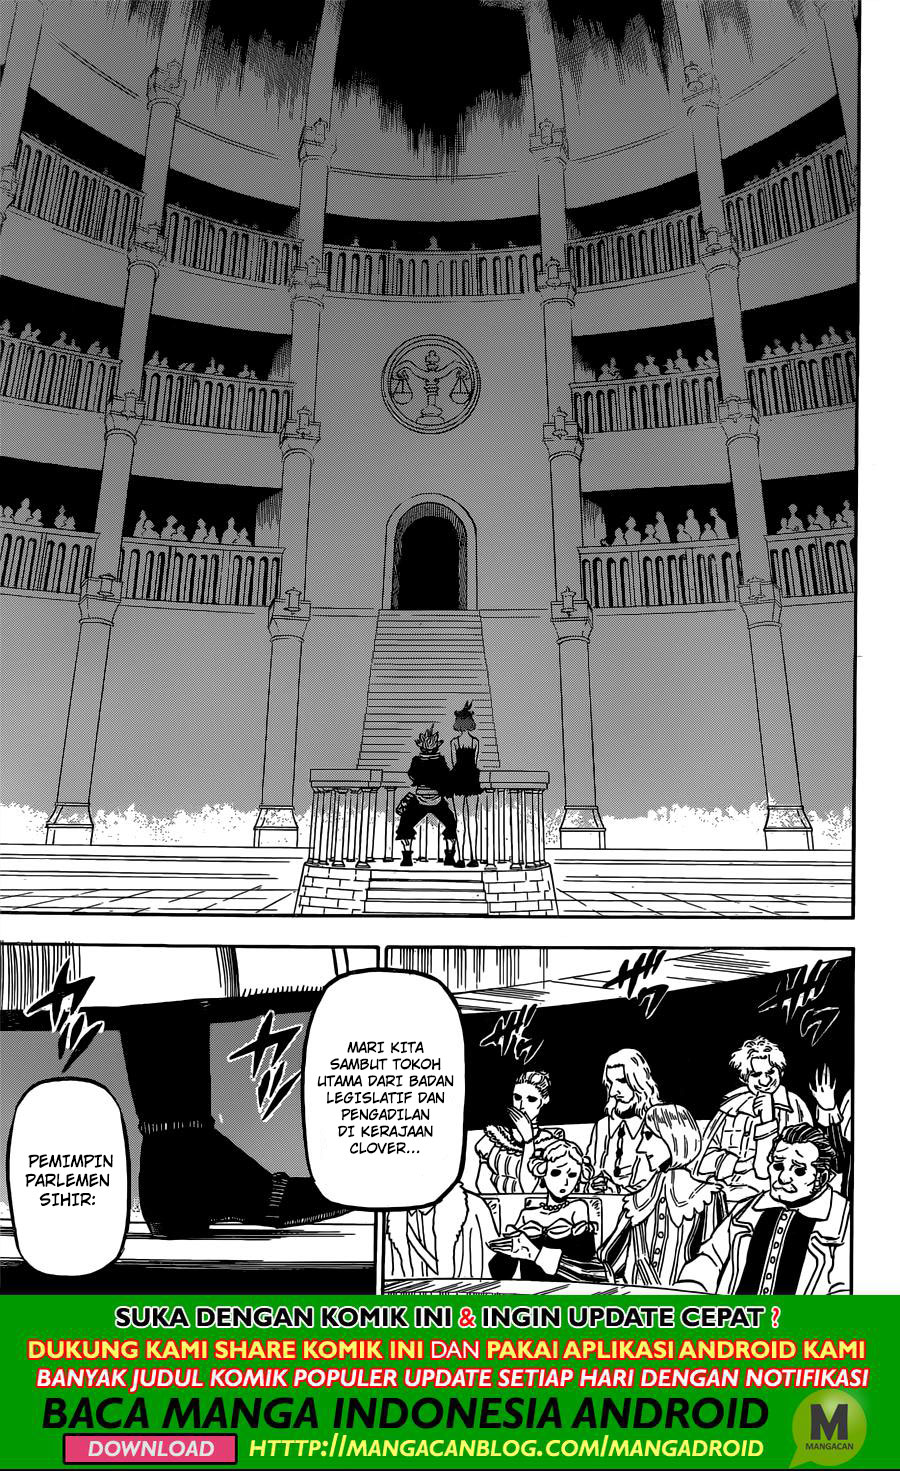 MARI KITA
SAMBUT TOKOH
UTAMA DARI BADAN
LEGISLATIF DAN
PENGADILAN
DI KERAJAAN
CLOVER...
PEMIMPIN
PARLEMEN
SIHIR:
SUKA DENGAN KOMIK INI & INGIN UPDATE CEPAT ?
DUKUNG KAMI SHARE KOMIK INI DAN PAKAI APLIKASI ANDROID KAMI
BANYAK JUDUL KOMIK POPULER UPDATE SETIAP HARI DENGAN NOTIFIKASI
BACA MANGA INDONESIA ANDROID
DOWNLOAD HTTTP://MANGACANBLOG.COM/MANGADROID
M
MANGACAN